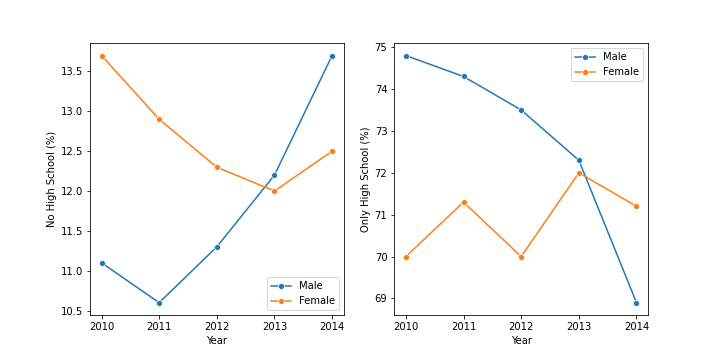 No High School (%)
13.5
13.0
12.5
12.0
11.5
11.0
10.5
2010 2011 2012 2013 2014
Year
Male
Female
Only High School (%)
75
74
73
72
71
70
69
2010 2011 2012 2013 2014
Year
Male
Female